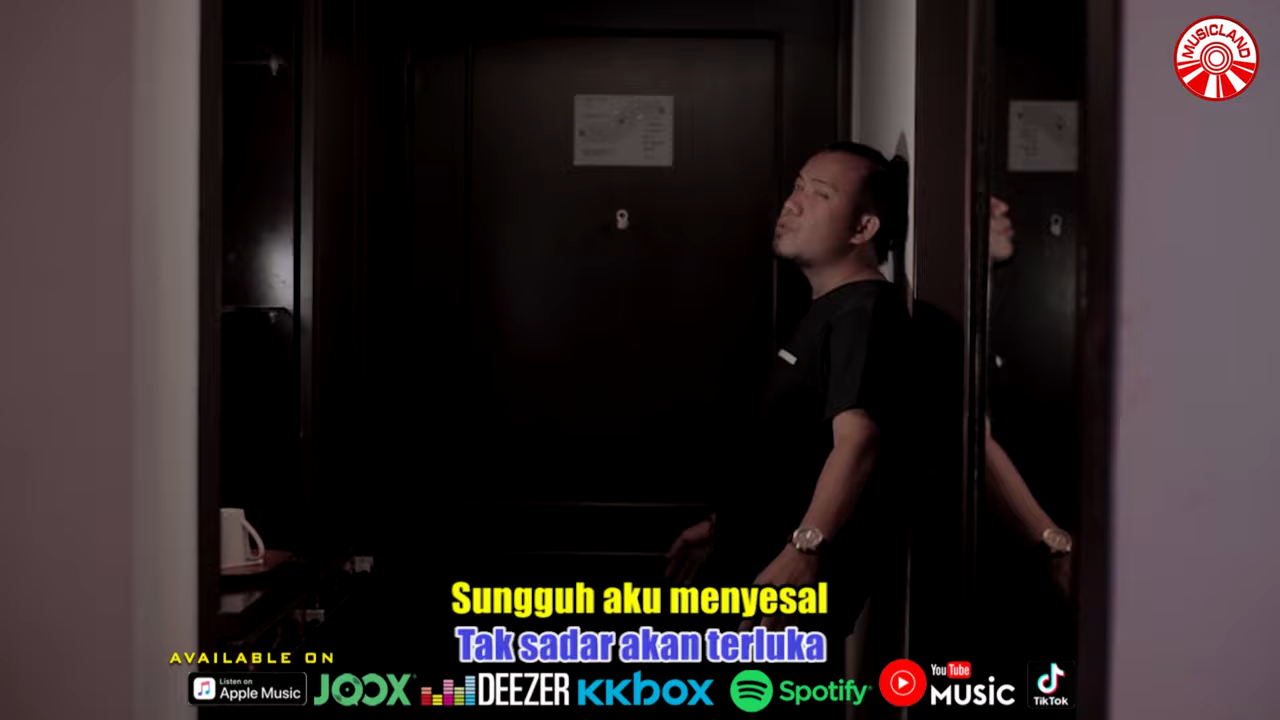 MUSICLAND
Sungguh aku menyesal
Tak sadar akan terluka
AVAILABLE ON
Listen on
Apple Music
JOOX
DEEZER
KKBOX
Spotify
YouTube
MUSIC
TikTok